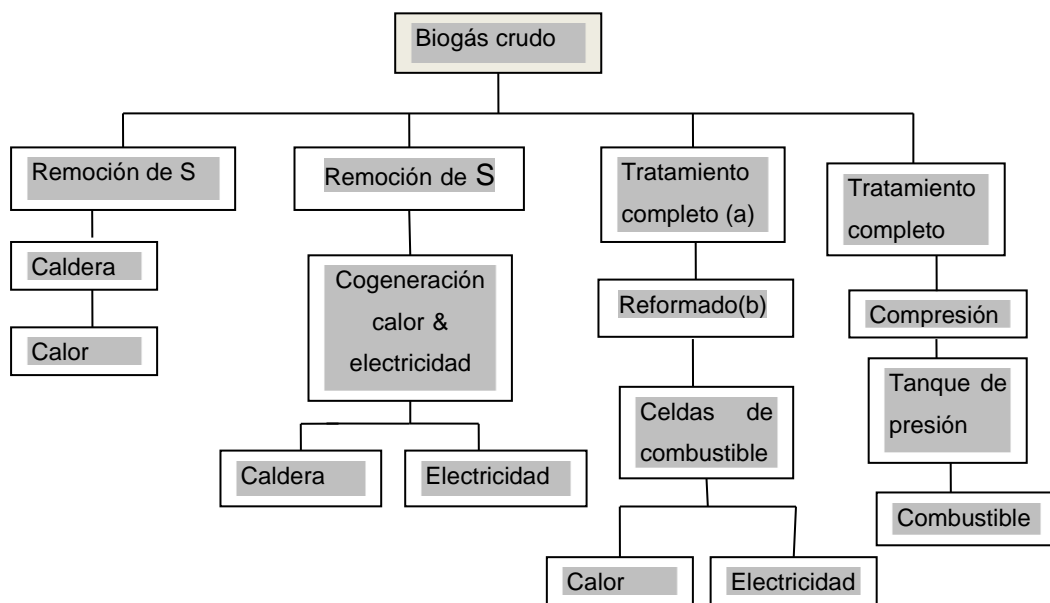 Biogás crudo
Remoción de S
Caldera
Calor
Remoción de S
Cogeneración
calor &
electricidad
Caldera
Electricidad
Tratamiento
completo (a)
Reformado(b)
Celdas de
combustible
Calor
Electricidad
Tratamiento
completo
Compresión
Tanque de
presión
Combustible